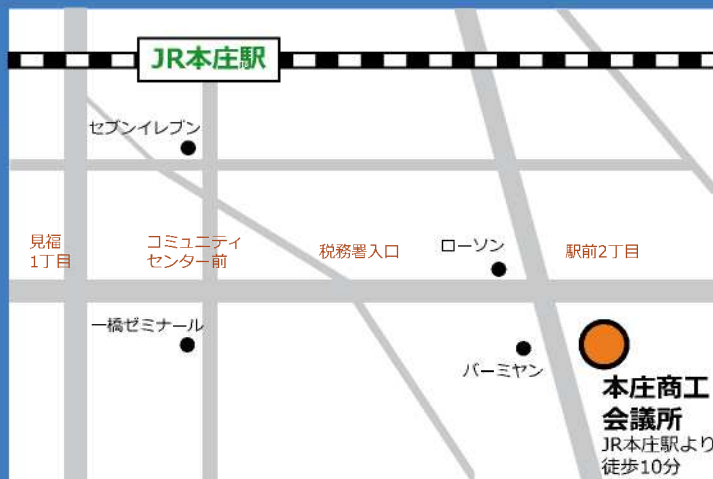 JR本庄駅
セブンイレブン
見福
1丁目
コミュニティ
センター前
税務署入口
ローソン
駅前2丁目
一橋ゼミナール
バーミヤン
本庄商工
会議所
JR本庄駅より
徒歩10分